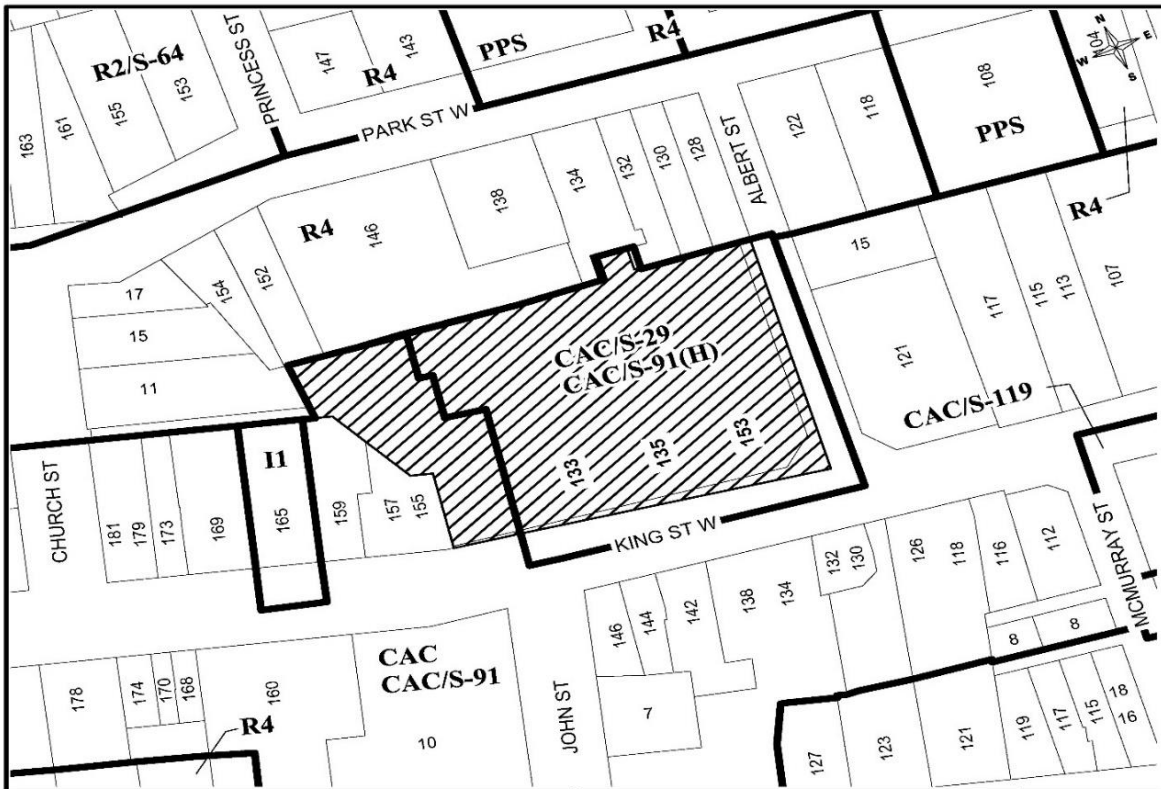 R2/S-64
163
161
155
153
PRINCESS ST
147
143
R4
PPS
R4
104
N
E
W
S
PARK ST W
108
PPS
138
134
132
130
128
ALBERT ST
122
118
R4
146
R4
152
154
17
15
11
15
117
115
113
107
121
CAC/S-29
CAC/S-91(H)
CAC/S-119
133
135
153
CHURCH ST
181
179
173
169
I1
165
159
157
155
KING ST W
132
130
126
118
116
112
MCMURRAY ST
146
144
142
138
134
8
8
CAC
CAC/S-91
178
174
170
168
160
R4
10
JOHN ST
7
127
123
121
119
117
115
18
16